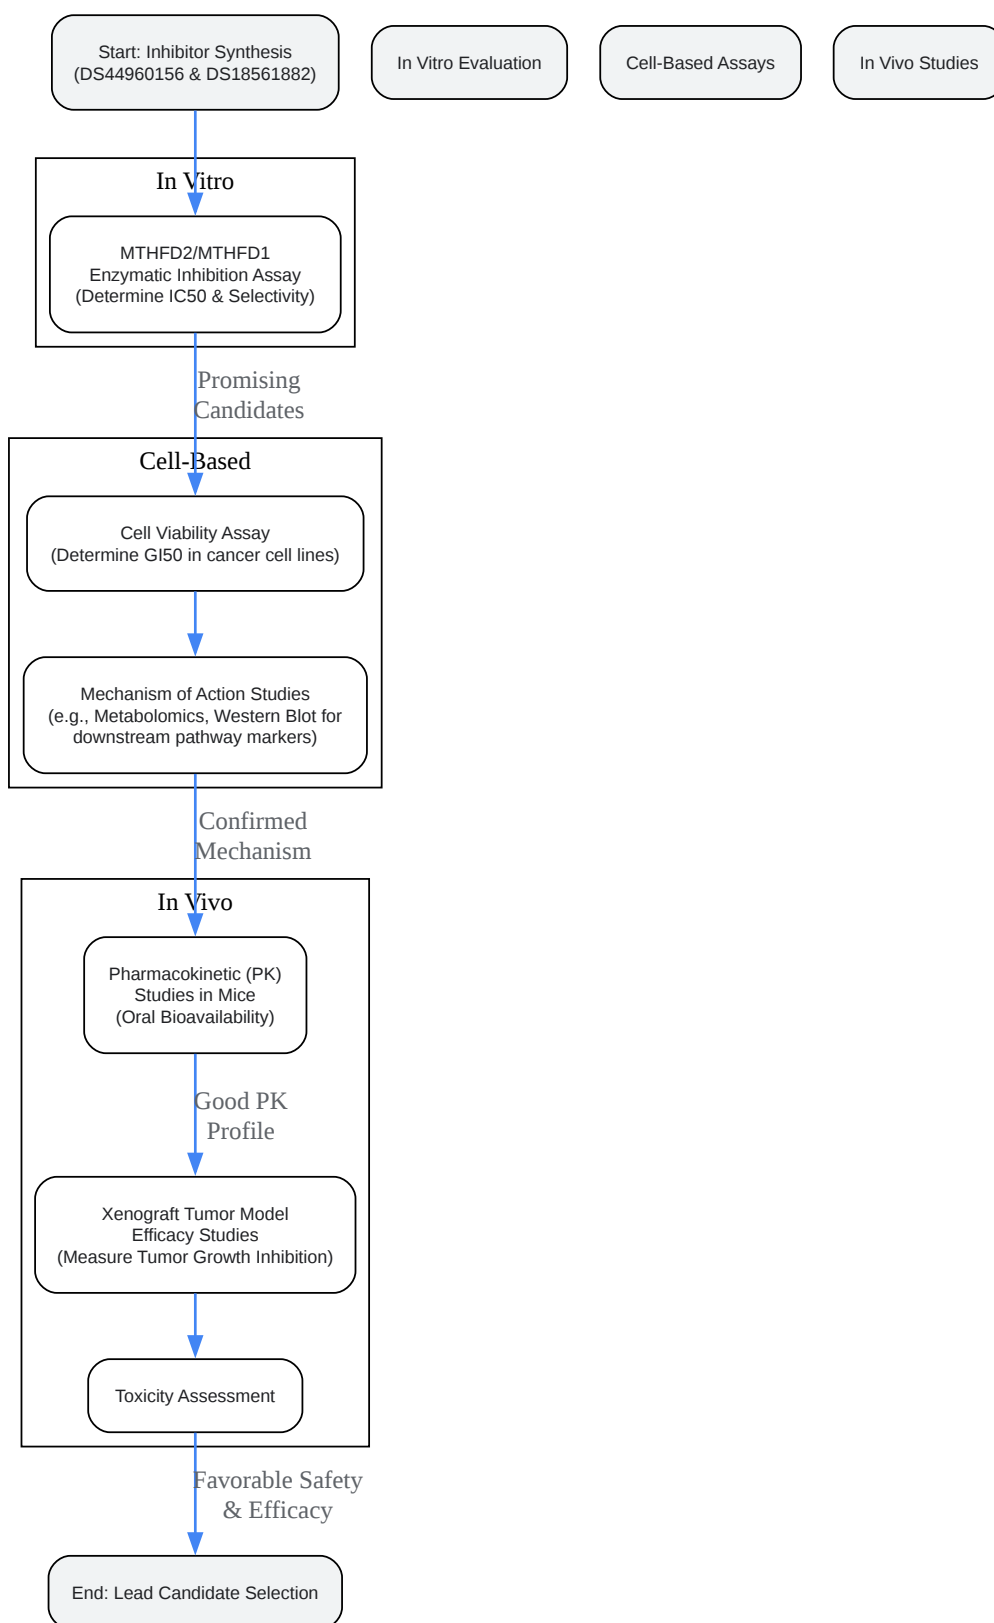 Start: Inhibitor Synthesis
(DS44960156 & DS18561882)
In Vitro Evaluation
Cell-Based Assays
In Vivo Studies
In Vitro
MTHFD2/MTHFD1
Enzymatic Inhibition Assay
(Determine IC50 & Selectivity)
Promising
Candidates
Cell-Based
Cell Viability Assay
(Determine GI50 in cancer cell lines)
Mechanism of Action Studies
(e.g., Metabolomics, Western Blot for
downstream pathway markers)
Confirmed
Mechanism
In Vivo
Pharmacokinetic (PK)
Studies in Mice
(Oral Bioavailability)
Good PK
Profile
Xenograft Tumor Model
Efficacy Studies
(Measure Tumor Growth Inhibition)
Toxicity Assessment
Favorable Safety
& Efficacy
End: Lead Candidate Selection